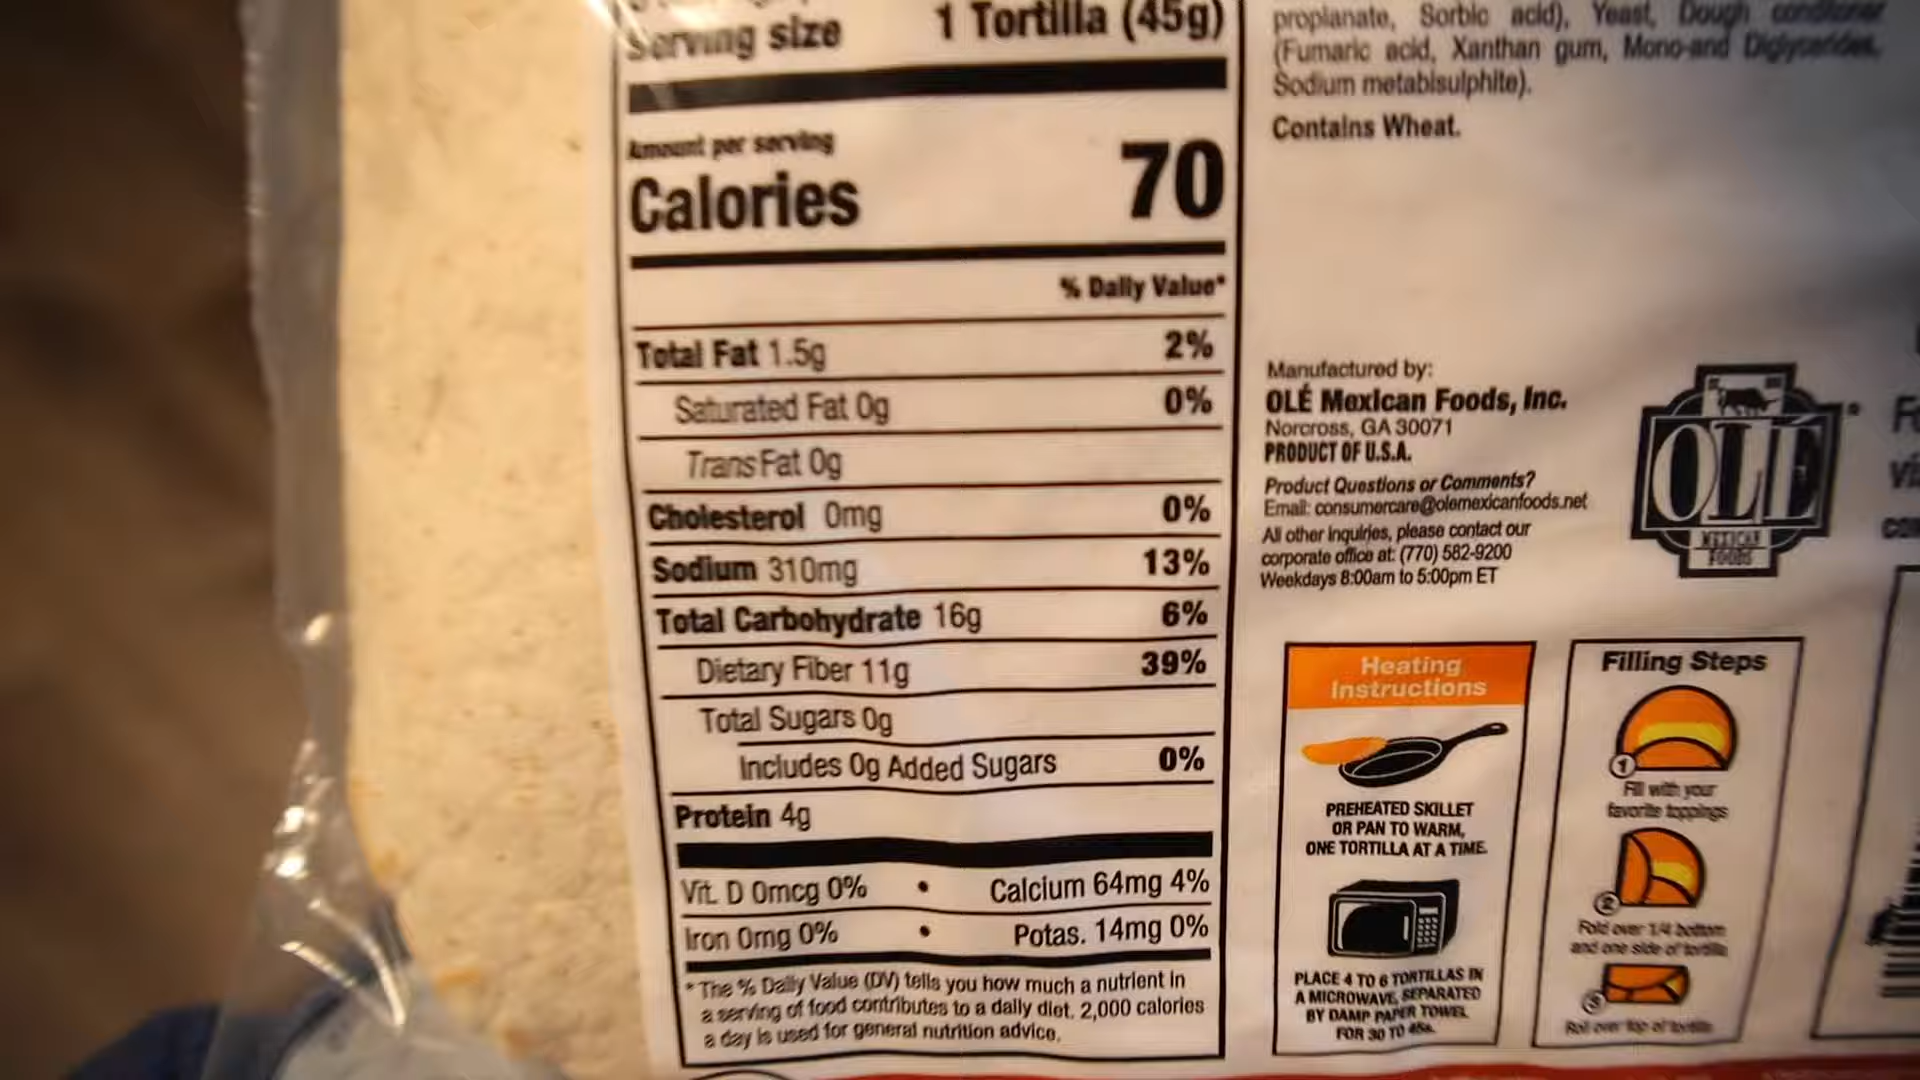 Serving size 1 Tortilla (45g)
Amount per serving
Calories 70
% Daily Value*
Total Fat 1.5g 2%
Saturated Fat 0g 0%
Trans Fat 0g
Cholesterol 0mg 0%
Sodium 310mg 13%
Total Carbohydrate 16g 6%
Dietary Fiber 11g 39%
Total Sugars 0g
Includes 0g Added Sugars 0%
Protein 4g
Vit. D 0mcg 0% • Calcium 64mg 4%
Iron 0mg 0% • Potas. 14mg 0%
* The % Daily Value (DV) tells you how much a nutrient in
a serving of food contributes to a daily diet. 2,000 calories
a day is used for general nutrition advice.
propianate, Sorbic acid), Yeast, Dough conditioner
(Fumaric acid, Xanthan gum, Mono-and Diglycerides,
Sodium metabisulphite).
Contains Wheat.
Manufactured by:
OLÉ Mexican Foods, Inc.
Norcross, GA 30071
PRODUCT OF U.S.A.
Product Questions or Comments?
Email: consumercare@olemexicanfoods.net
All other inquiries, please contact our
corporate office at: (770) 582-9200
Weekdays 8:00am to 5:00pm ET
OLÉ
MEXICAN
FOODS
Heating
Instructions
PREHEATED SKILLET
OR PAN TO WARM,
ONE TORTILLA AT A TIME.
PLACE 4 TO 6 TORTILLAS IN
A MICROWAVE, SEPARATED
BY DAMP PAPER TOWEL
FOR 30 TO 45s.
Filling Steps
1
Fill with your
favorite toppings
2
Fold over 1/4 bottom
and one side of tortilla
3
Roll over top of tortilla